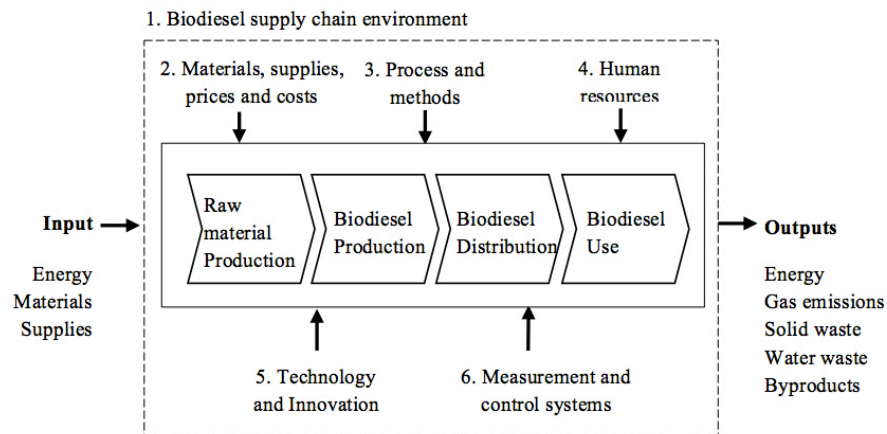 1. Biodiesel supply chain environment
2. Materials, supplies,
prices and costs
3. Process and
methods
4. Human
resources
Input
Energy
Materials
Supplies
Raw
material
Production
Biodiesel
Production
Biodiesel
Distribution
Biodiesel
Use
Outputs
Energy
Gas emissions
Solid waste
Water waste
Byproducts
5. Technology
and Innovation
6. Measurement and
control systems